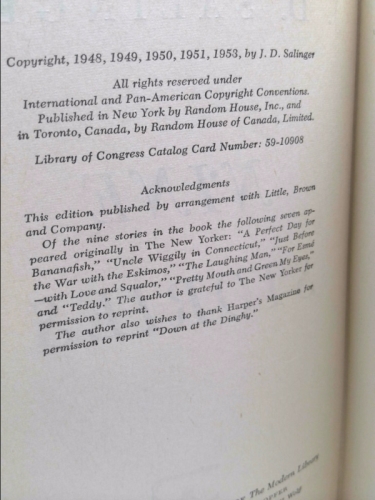 Copyright, 1948, 1949, 1950, 1951, 1953, by J. D. Salinger
All rights reserved under
International and Pan-American Copyright Conventions.
Published in New York by Random House, Inc., and
in Toronto, Canada, by Random House of Canada, Limited.
Library of Congress Catalog Card Number: 59-10908
Acknowledgments
This edition published by arrangement with Little, Brown
and Company.
Of the nine stories in the book the following seven ap-
peared originally in The New Yorker: "A Perfect Day for
Bananafish," "Uncle Wiggily in Connecticut," "Just Before
the War with the Eskimos," "The Laughing Man," "For Esmé
—with Love and Squalor," "Pretty Mouth and Green My Eyes,"
and "Teddy." The author is grateful to The New Yorker for
permission to reprint.
The author also wishes to thank Harper's Magazine for
permission to reprint "Down at the Dinghy."
The Modern Library